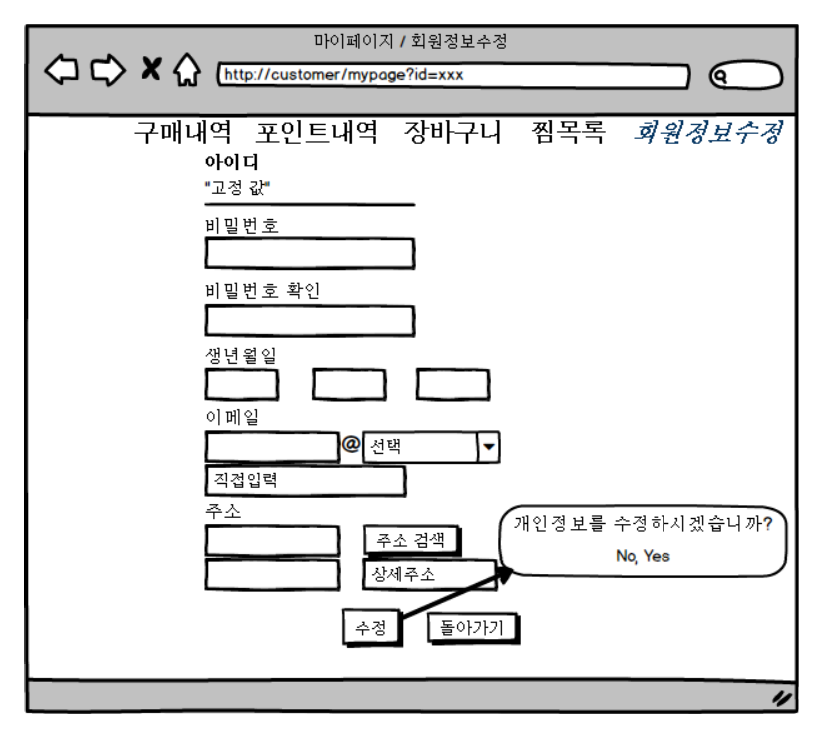 마이페이지 / 회원정보수정
http://customer/mypage?id=xxx
구매내역 포인트내역 장바구니 찜목록 회원정보수정
아이디
"고정 값"
비밀번호
비밀번호 확인
생년월일
이메일
@ 선택
직접입력
주소
주소 검색
상세주소
개인정보를 수정하시겠습니까?
No, Yes
수정 돌아가기